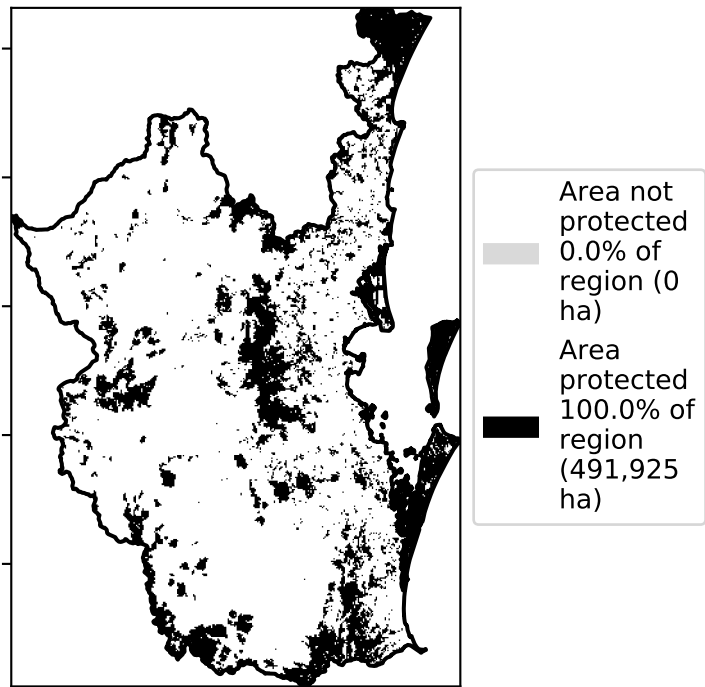 Area not
protected
0.0% of
region (0
ha)
Area
protected
100.0% of
region
(491,925
ha)